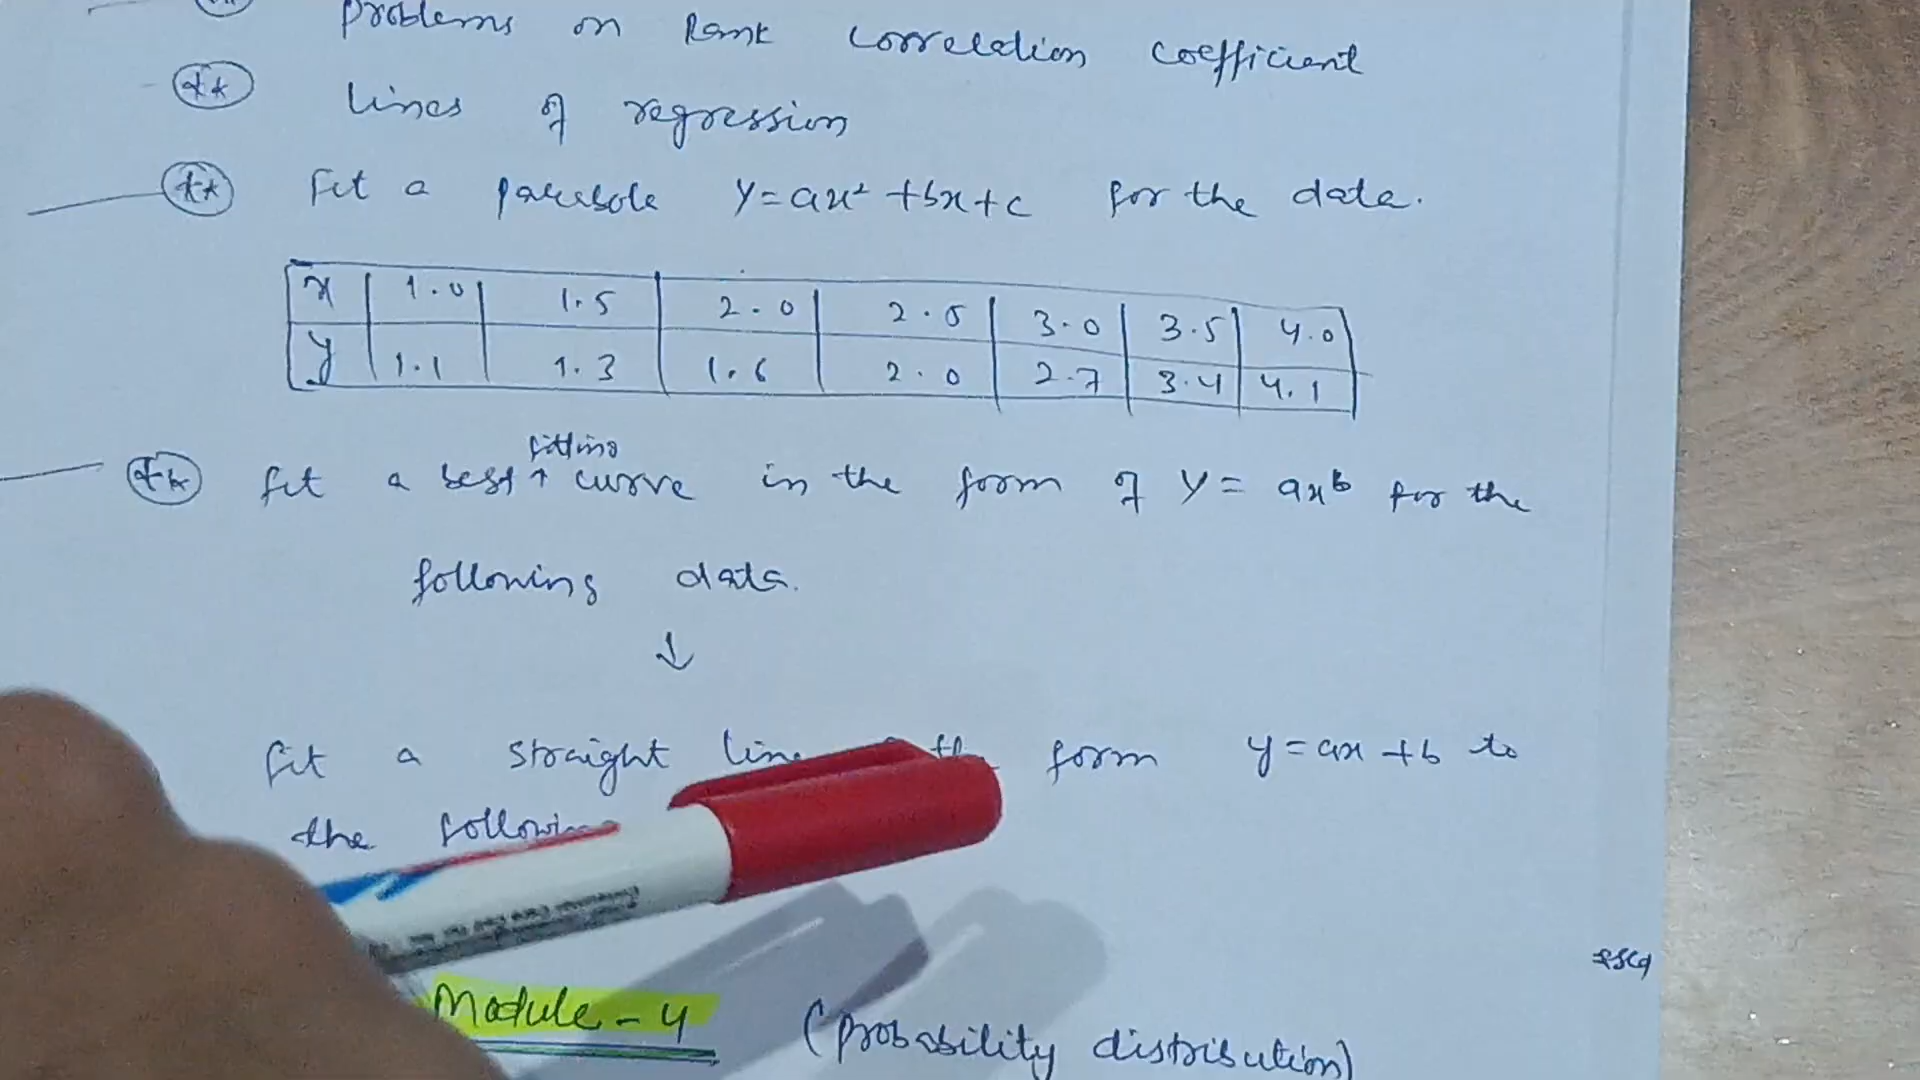 problems on Rank correlation coefficient
** lines of regression
** Fit a parabola y = ax² + bx + c for the data.
x 1.0 1.5 2.0 2.5 3.0 3.5 4.0
y 1.1 1.3 1.6 2.0 2.7 3.4 4.1
fitting
** fit a best ↑ curve in the form of y = axᵇ for the
following data.
↓
fit a straight form y = ax + b to
the
Module - 4 (probability distribution)